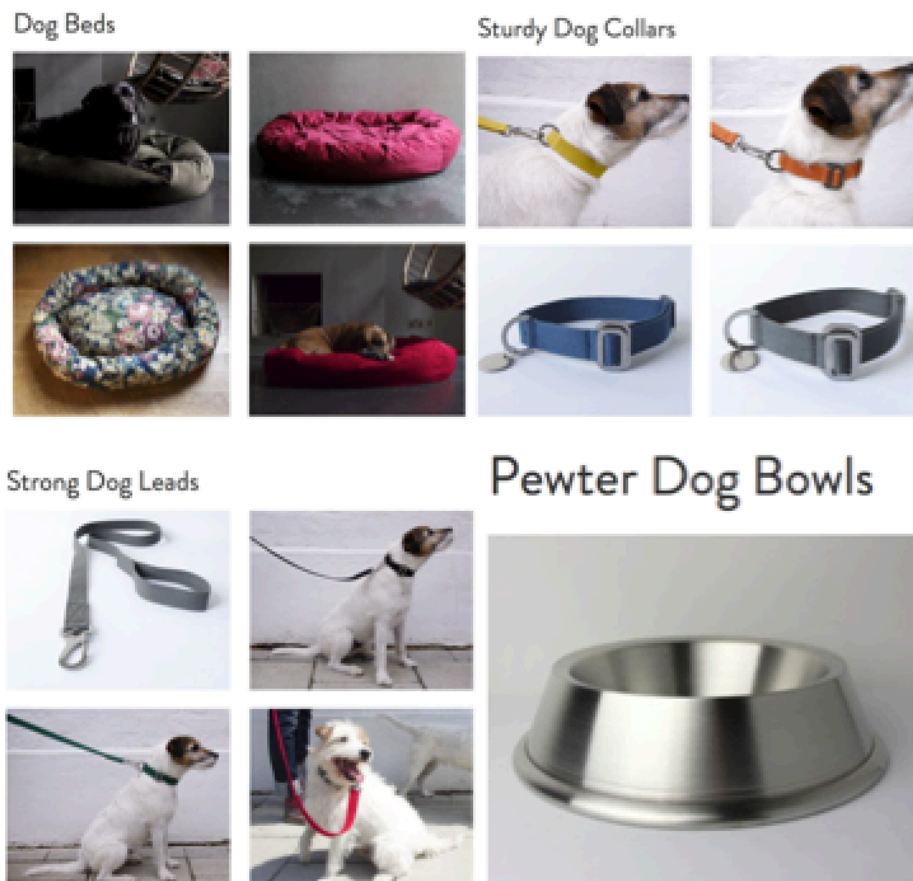 Dog Beds
Sturdy Dog Collars
Strong Dog Leads
Pewter Dog Bowls